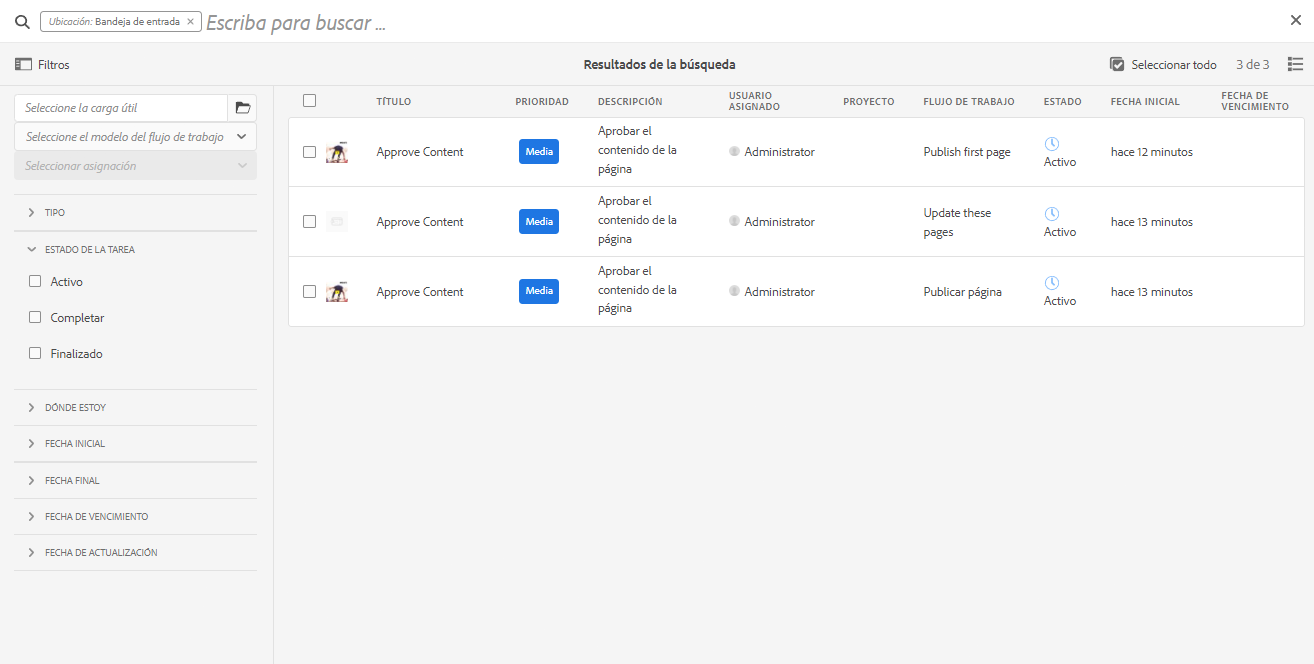 Ubicación: Bandeja de entrada × Escriba para buscar ...
Filtros
Resultados de la búsqueda
Seleccionar todo 3 de 3
Seleccione la carga útil
Seleccione el modelo del flujo de trabajo
Seleccionar asignación
TIPO
ESTADO DE LA TAREA
Activo
Completar
Finalizado
DÓNDE ESTOY
FECHA INICIAL
FECHA FINAL
FECHA DE VENCIMIENTO
FECHA DE ACTUALIZACIÓN
TÍTULO
PRIORIDAD
DESCRIPCIÓN
USUARIO
ASIGNADO
PROYECTO
FLUJO DE TRABAJO
ESTADO
FECHA INICIAL
FECHA DE
VENCIMIENTO
Approve Content
Media
Aprobar el
contenido de la
página
Administrator
Publish first page
Activo
hace 12 minutos
Approve Content
Media
Aprobar el
contenido de la
página
Administrator
Update these
pages
Activo
hace 13 minutos
Approve Content
Media
Aprobar el
contenido de la
página
Administrator
Publicar página
Activo
hace 13 minutos